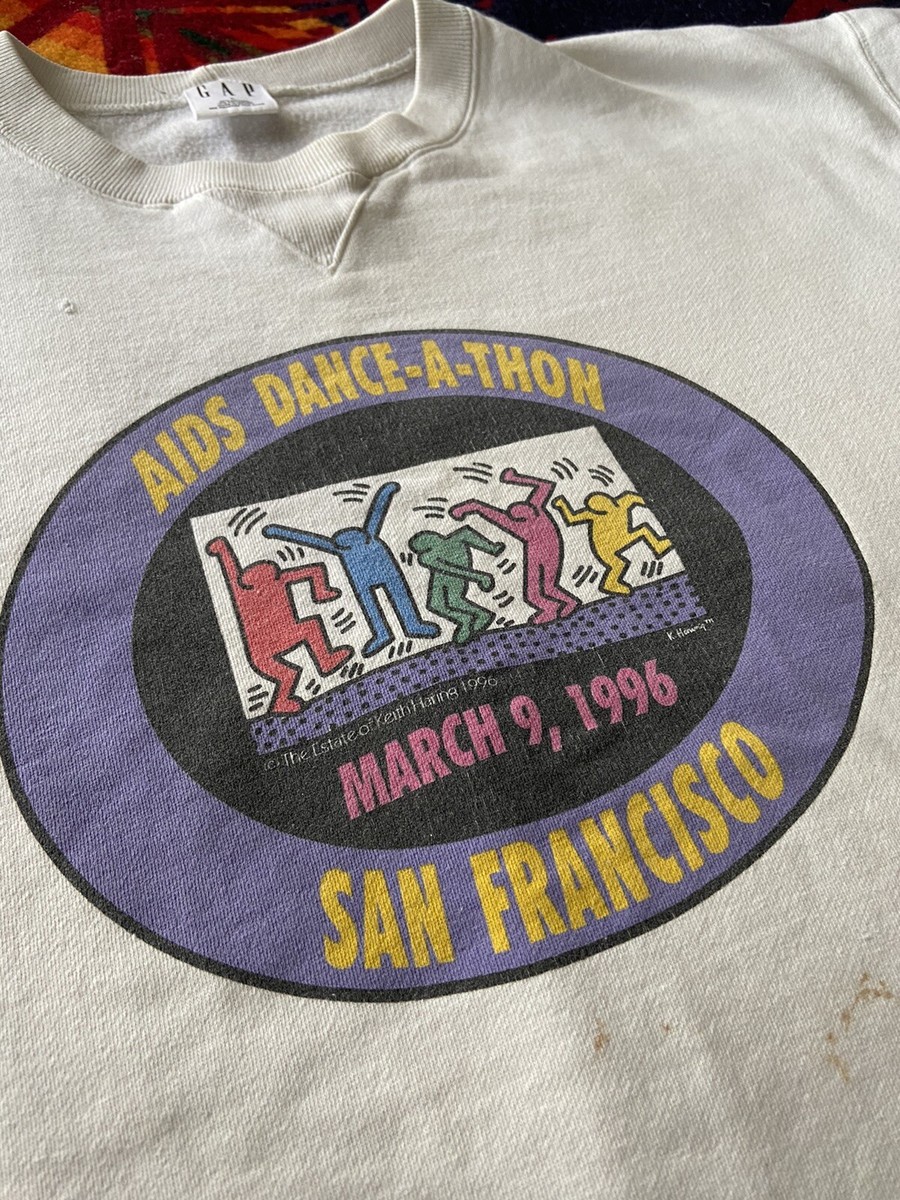 GAP
AIDS DANCE-A-THON
K. Haring™
(c) The Estate of Keith Haring 1996
MARCH 9, 1996
SAN FRANCISCO